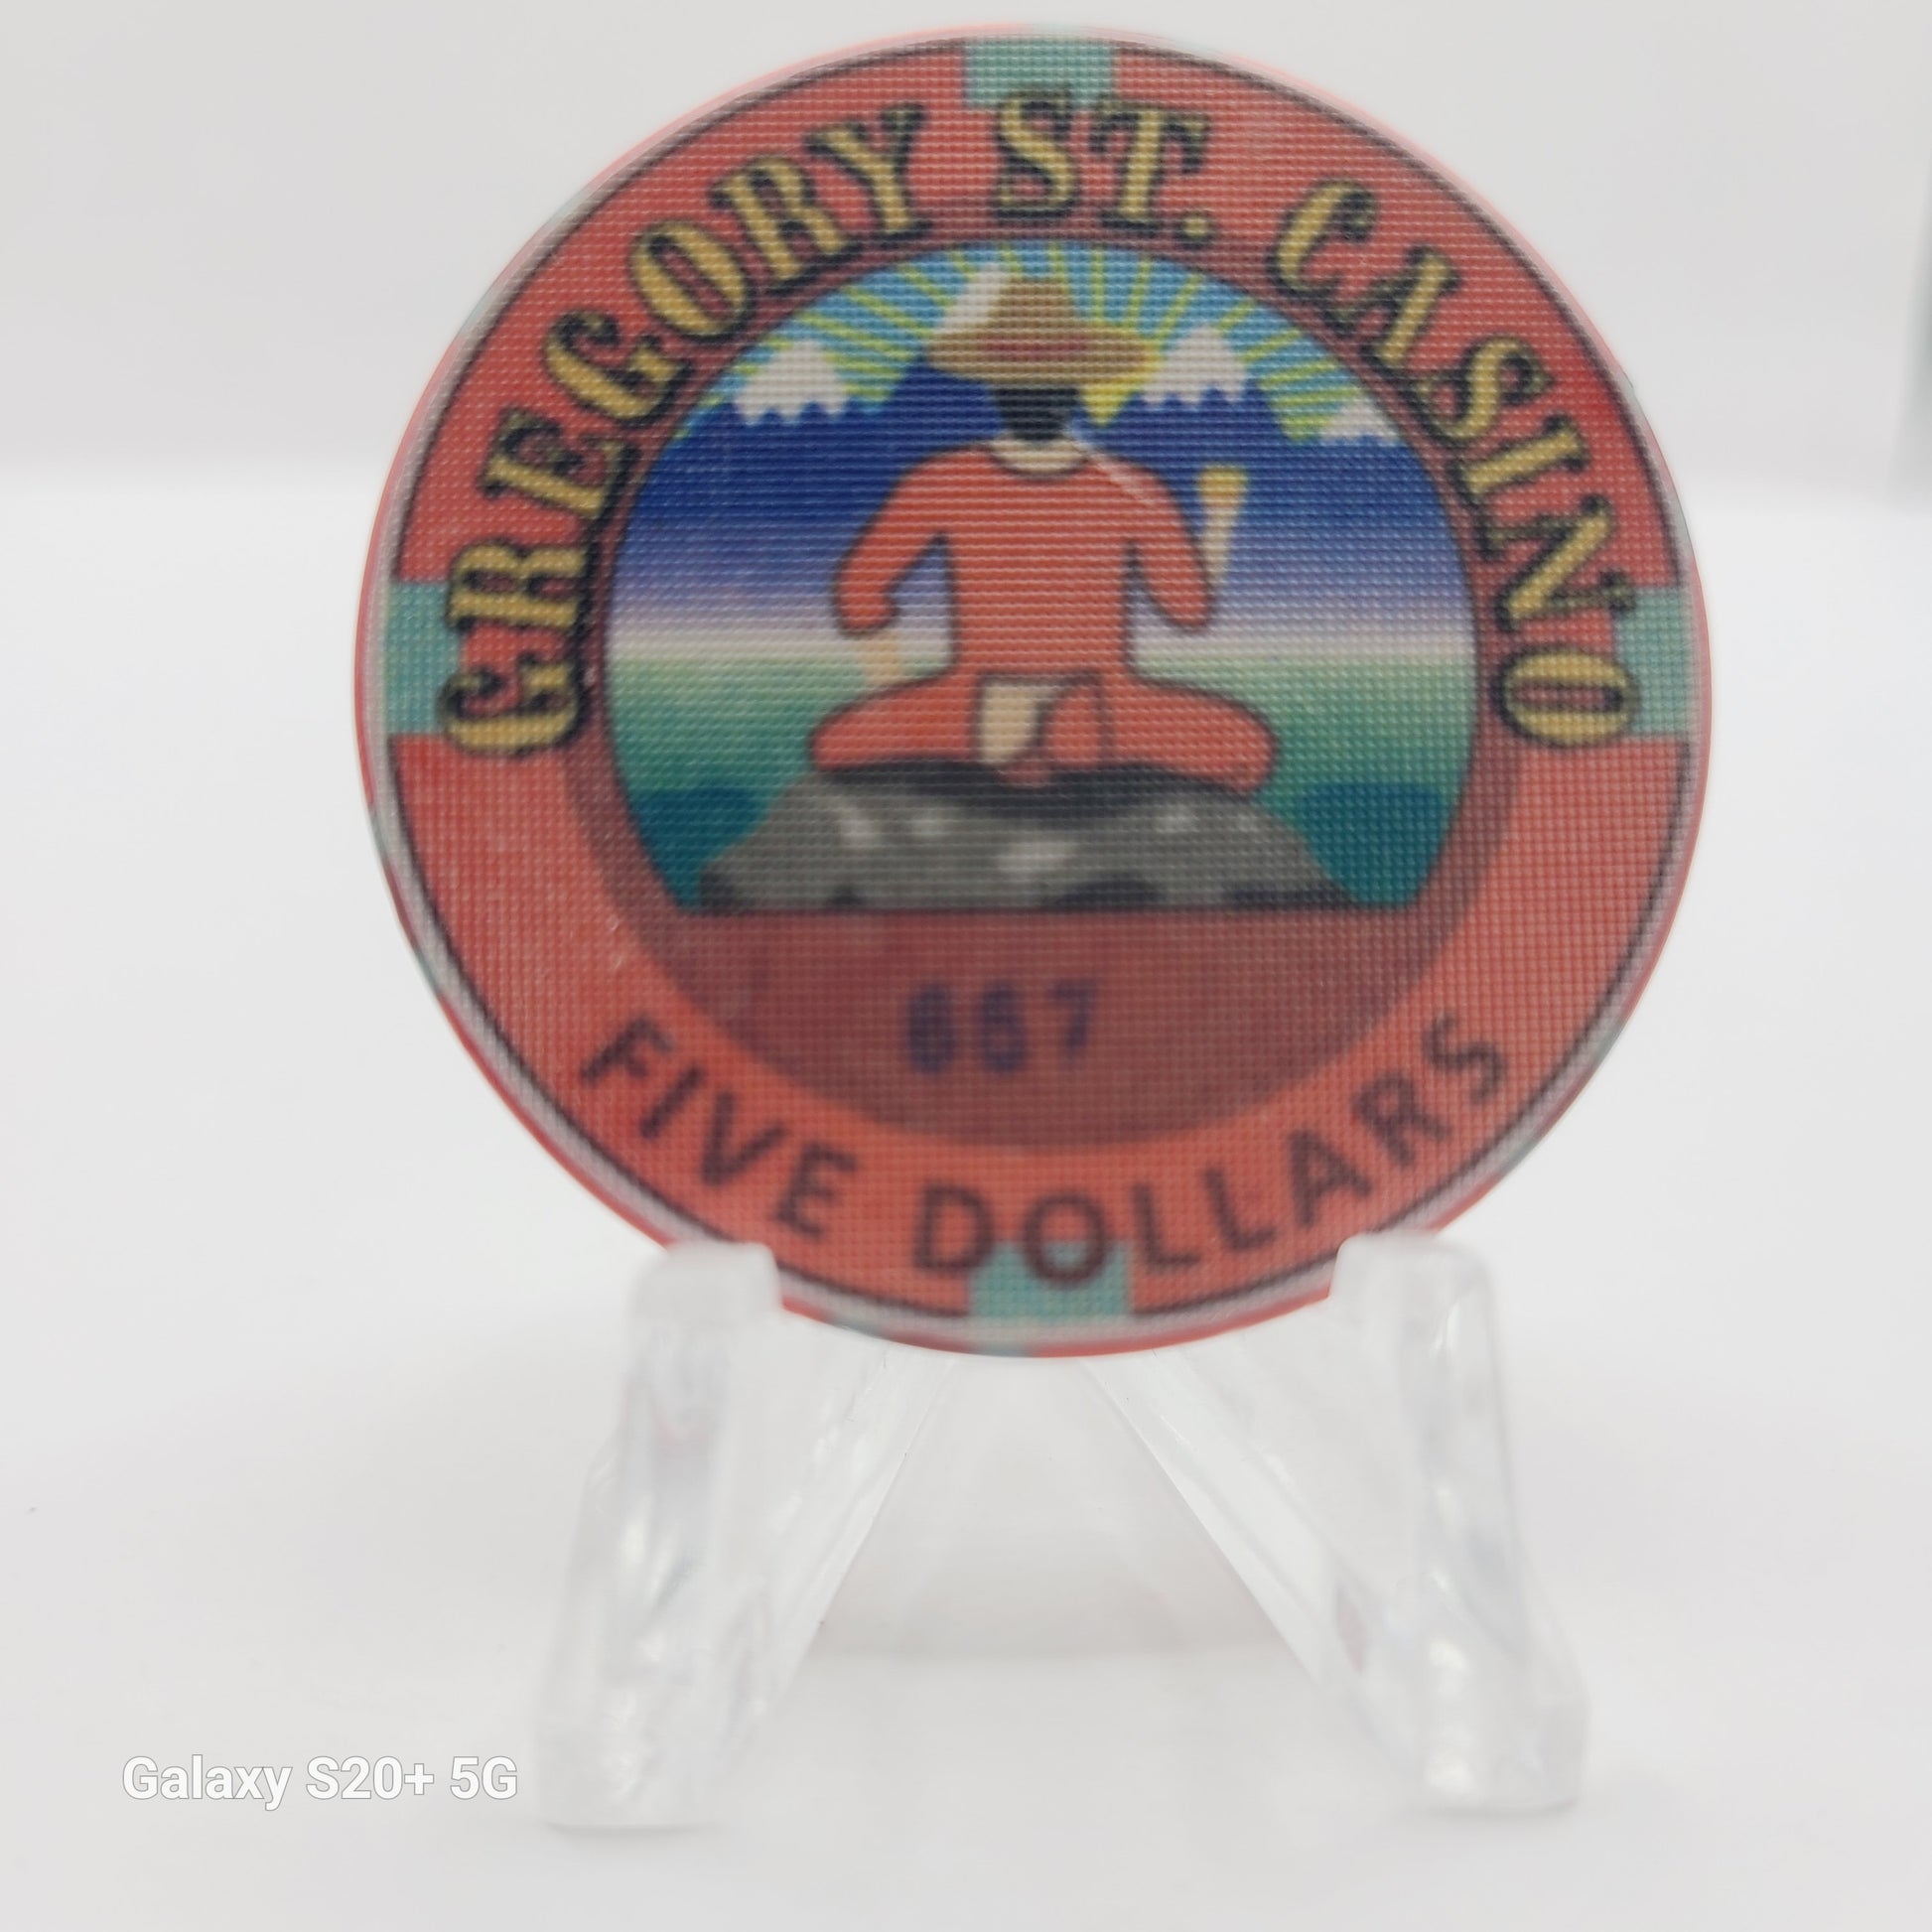 GREGORY ST. CASINO
667
FIVE DOLLARS
Galaxy S20+ 5G